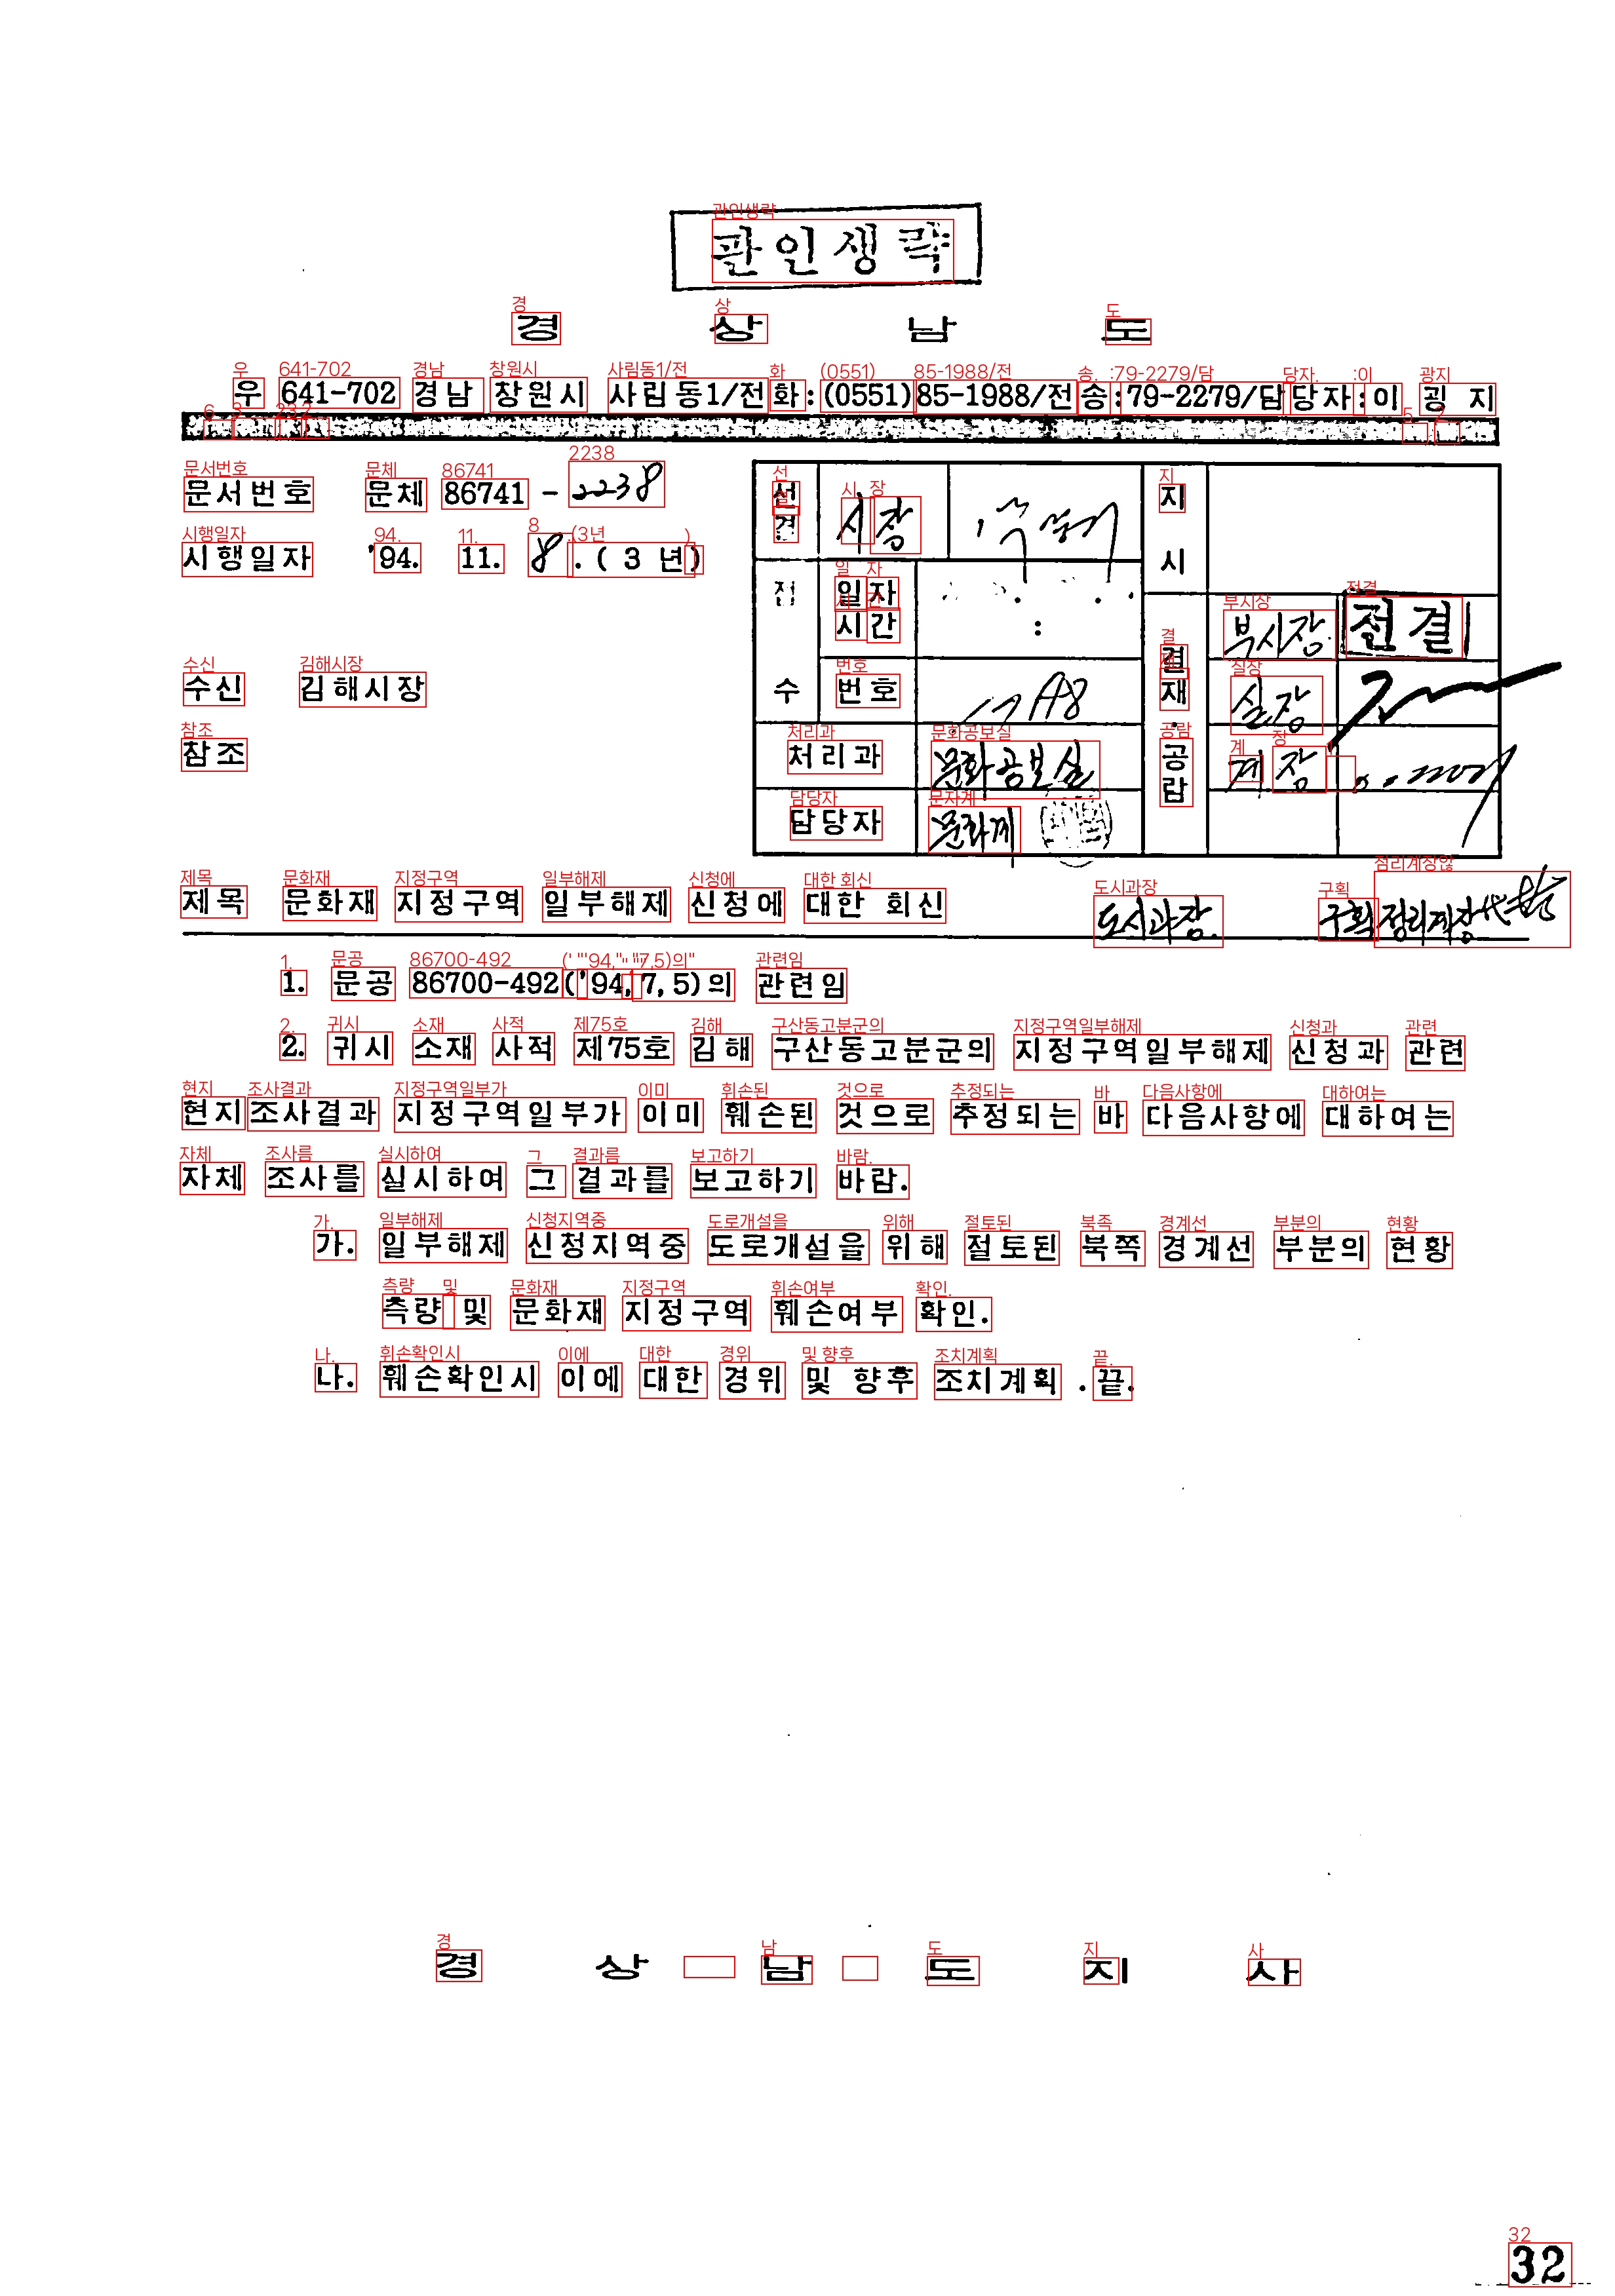 관인생략
경 상 남 도
우 641-702 경남 창원시 사림동1/전화:(0551)85-1988/전송:79-2279/담당자:이 굉 지
문서번호 문체 86741 - 2238
시행일자 '94. 11. 8. ( 3 년)
수신 김해시장
참조
선결 시장 지시
접수 일자 시간 :
번호
처리과 문화공보실
담당자 문화계
결재·공람
부시장 전결
실장
계장
제목 문화재 지정구역 일부해제 신청에 대한 회신 도시과장 구획정리계장
1. 문공 86700-492('94, 7, 5)의 관련임
2. 귀시 소재 사적 제75호 김해 구산동고분군의 지정구역일부해제 신청과 관련
현지 조사결과 지정구역일부가 이미 훼손된 것으로 추정되는 바 다음사항에 대하여는
자체 조사를 실시하여 그 결과를 보고하기 바람.
가. 일부해제 신청지역중 도로개설을 위해 절토된 북쪽 경계선 부분의 현황
측량 및 문화재 지정구역 훼손여부 확인.
나. 훼손확인시 이에 대한 경위 및 향후 조치계획 . 끝.
경 상 남 도 지 사
32